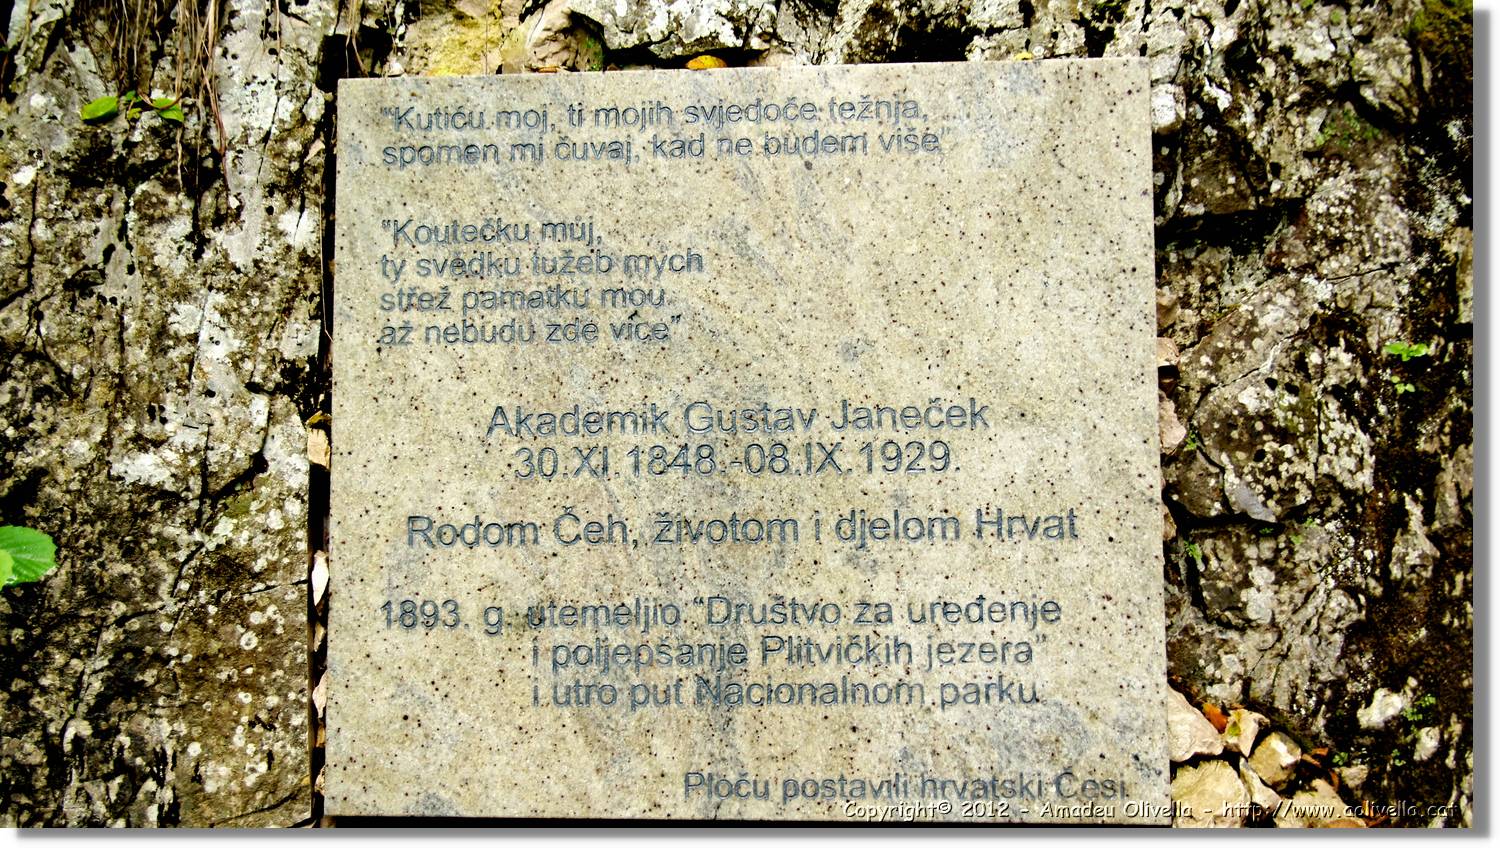 “Kutiću moj, ti mojih svjedoče težnja,
spomen mi čuvaj, kad ne budem više”
“Koutečku můj,
ty svědku tužeb mých
střež památku mou
až nebudu zde více”
Akademik Gustav Janeček
30.XI.1848.-08.IX.1929.
Rodom Čeh, životom i djelom Hrvat
1893. g. utemeljio “Društvo za uređenje
i poljepšanje Plitvičkih jezera”
i utro put Nacionalnom parku
Ploču postavili hrvatski Česi
Copyright© 2012 - Amadeu Olivella - http://www.aolivella.cat